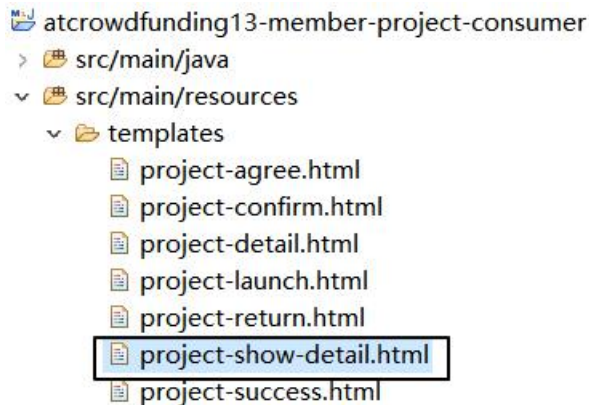 atcrowdfunding13-member-project-consumer
src/main/java
src/main/resources
templates
project-agree.html
project-confirm.html
project-detail.html
project-launch.html
project-return.html
project-show-detail.html
project-success.html